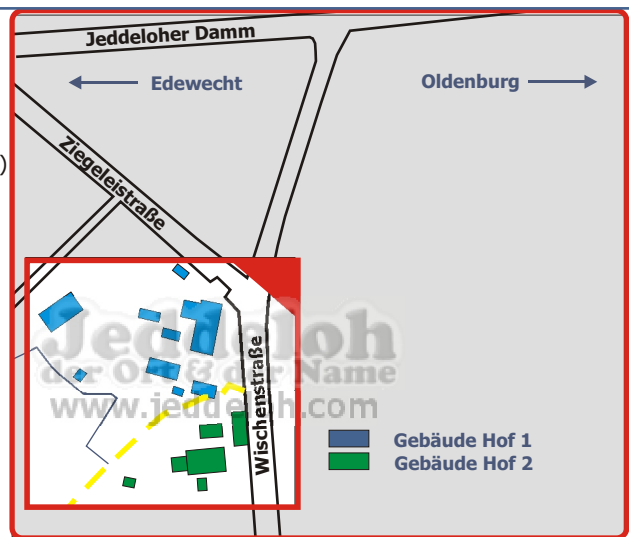 Jeddeloher Damm
Edewecht
Oldenburg
)
Ziegeleistraße
Jeddeloh
der Ort & der Name
www.jeddeloh.com
Wischenstraße
Gebäude Hof 1
Gebäude Hof 2